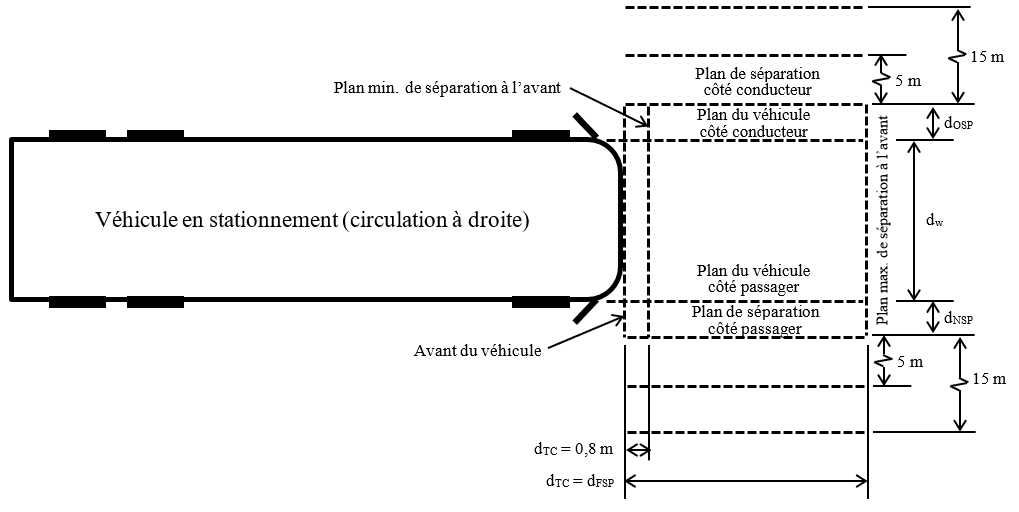 15 m
Plan de séparation
côté conducteur
5 m
Plan min. de séparation à l’avant
Plan du véhicule
côté conducteur
dOSP
Plan max. de séparation à l’avant
Véhicule en stationnement (circulation à droite)
dw
Plan du véhicule
côté passager
Plan de séparation
côté passager
dNSP
Avant du véhicule
5 m
15 m
dTC = 0,8 m
dTC = dFSP